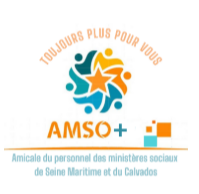 TOUJOURS PLUS POUR VOUS
AMSO+
Amicale du personnel des ministères sociaux
de Seine Maritime et du Calvados